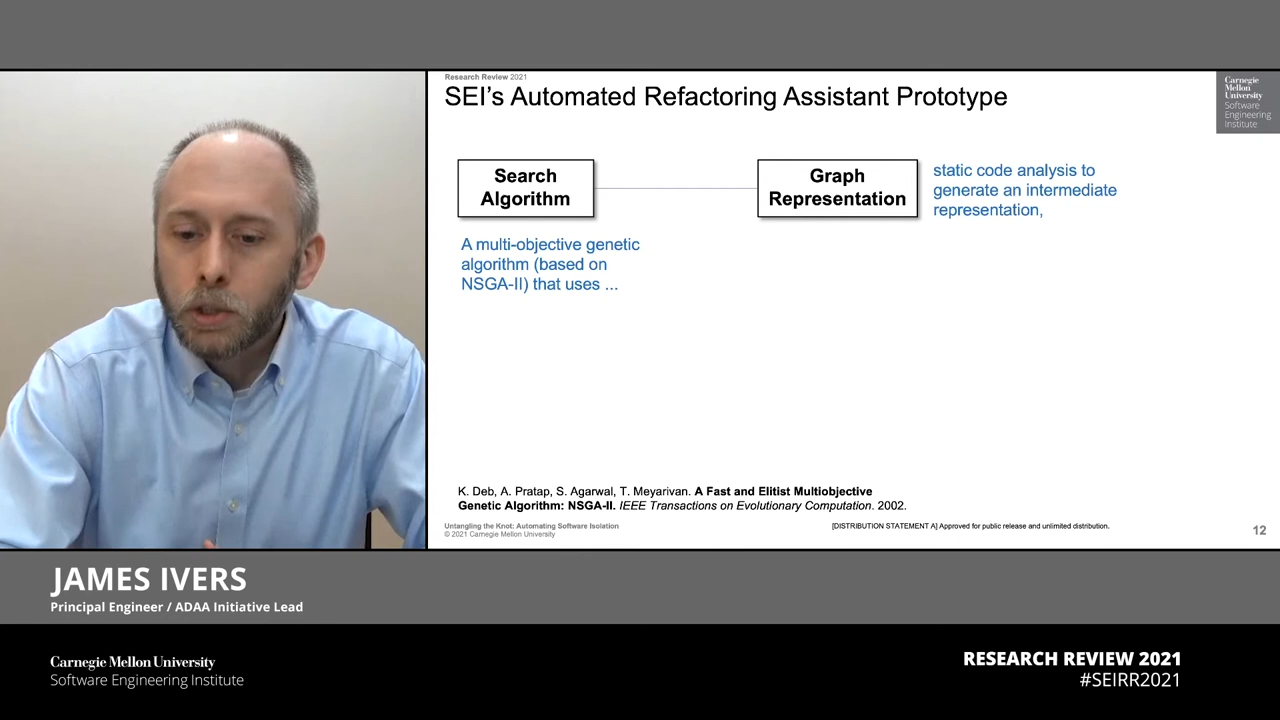 Research Review 2021
SEI's Automated Refactoring Assistant Prototype
Carnegie
Mellon
University
Software
Engineering
Institute
Search
Algorithm
Graph
Representation
static code analysis to
generate an intermediate
representation,
A multi-objective genetic
algorithm (based on
NSGA-II) that uses ...
K. Deb, A. Pratap, S. Agarwal, T. Meyarivan. A Fast and Elitist Multiobjective
Genetic Algorithm: NSGA-II. IEEE Transactions on Evolutionary Computation. 2002.
Untangling the Knot: Automating Software Isolation
© 2021 Carnegie Mellon University
[DISTRIBUTION STATEMENT A] Approved for public release and unlimited distribution.
12
JAMES IVERS
Principal Engineer / ADAA Initiative Lead
Carnegie Mellon University
Software Engineering Institute
RESEARCH REVIEW 2021
#SEIRR2021